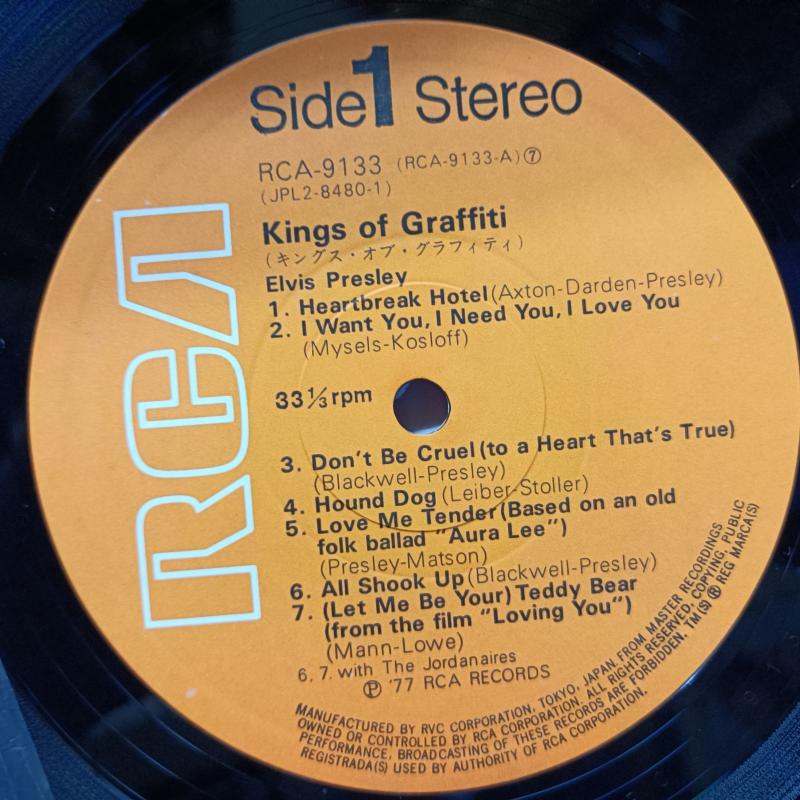 Side 1 Stereo
RCA-9133 (RCA-9133-A) ⑦
(JPL2-8480-1)
Kings of Graffiti
(キングス・オブ・グラフィティ)
Elvis Presley
1. Heartbreak Hotel (Axton-Darden-Presley)
2. I Want You, I Need You, I Love You
(Mysels-Kosloff)
33 1/3 rpm
3. Don't Be Cruel (to a Heart That's True)
(Blackwell-Presley)
4. Hound Dog (Leiber-Stoller)
5. Love Me Tender (Based on an old
folk ballad "Aura Lee")
(Presley-Matson)
6. All Shook Up (Blackwell-Presley)
7. (Let Me Be Your) Teddy Bear
(from the film "Loving You")
(Mann-Lowe)
6. 7. with The Jordanaires
Ⓟ '77 RCA RECORDS
RCA
MANUFACTURED BY RVC CORPORATION, TOKYO, JAPAN. FROM MASTER RECORDINGS
OWNED OR CONTROLLED BY RCA CORPORATION. ALL RIGHTS RESERVED. COPYING, PUBLIC
PERFORMANCE, BROADCASTING OF THESE RECORDS ARE FORBIDDEN. TM(S) ® REG MARCA(S)
REGISTRADA(S) USED BY AUTHORITY OF RCA CORPORATION.